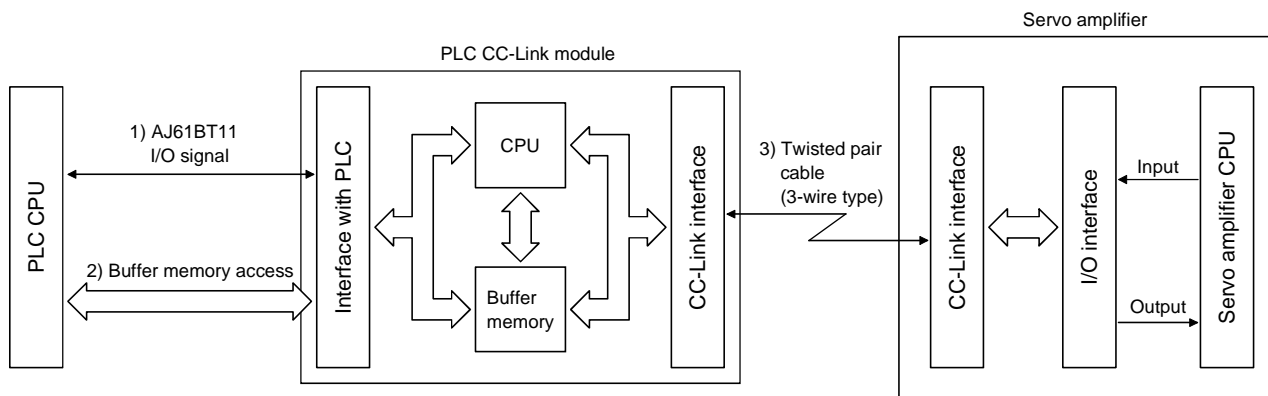 Servo amplifier
PLC CC-Link module
PLC CPU
1) AJ61BT11
I/O signal
2) Buffer memory access
Interface with PLC
CPU
Buffer
memory
CC-Link interface
3) Twisted pair
cable
(3-wire type)
CC-Link interface
I/O interface
Input
Output
Servo amplifier CPU